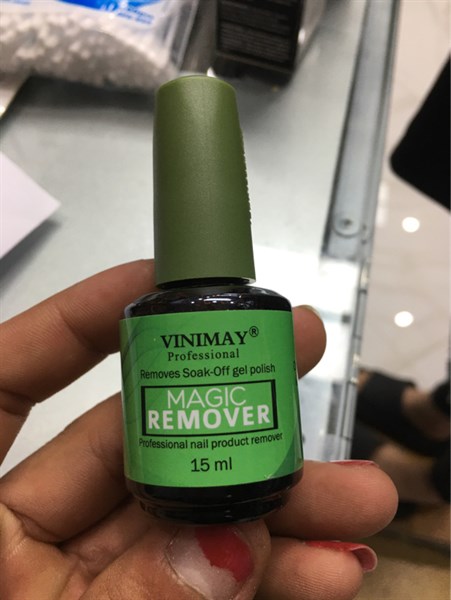 VINIMAY®
Professional
Removes Soak-Off gel polish
MAGIC
REMOVER
Professional nail product remover
15 ml